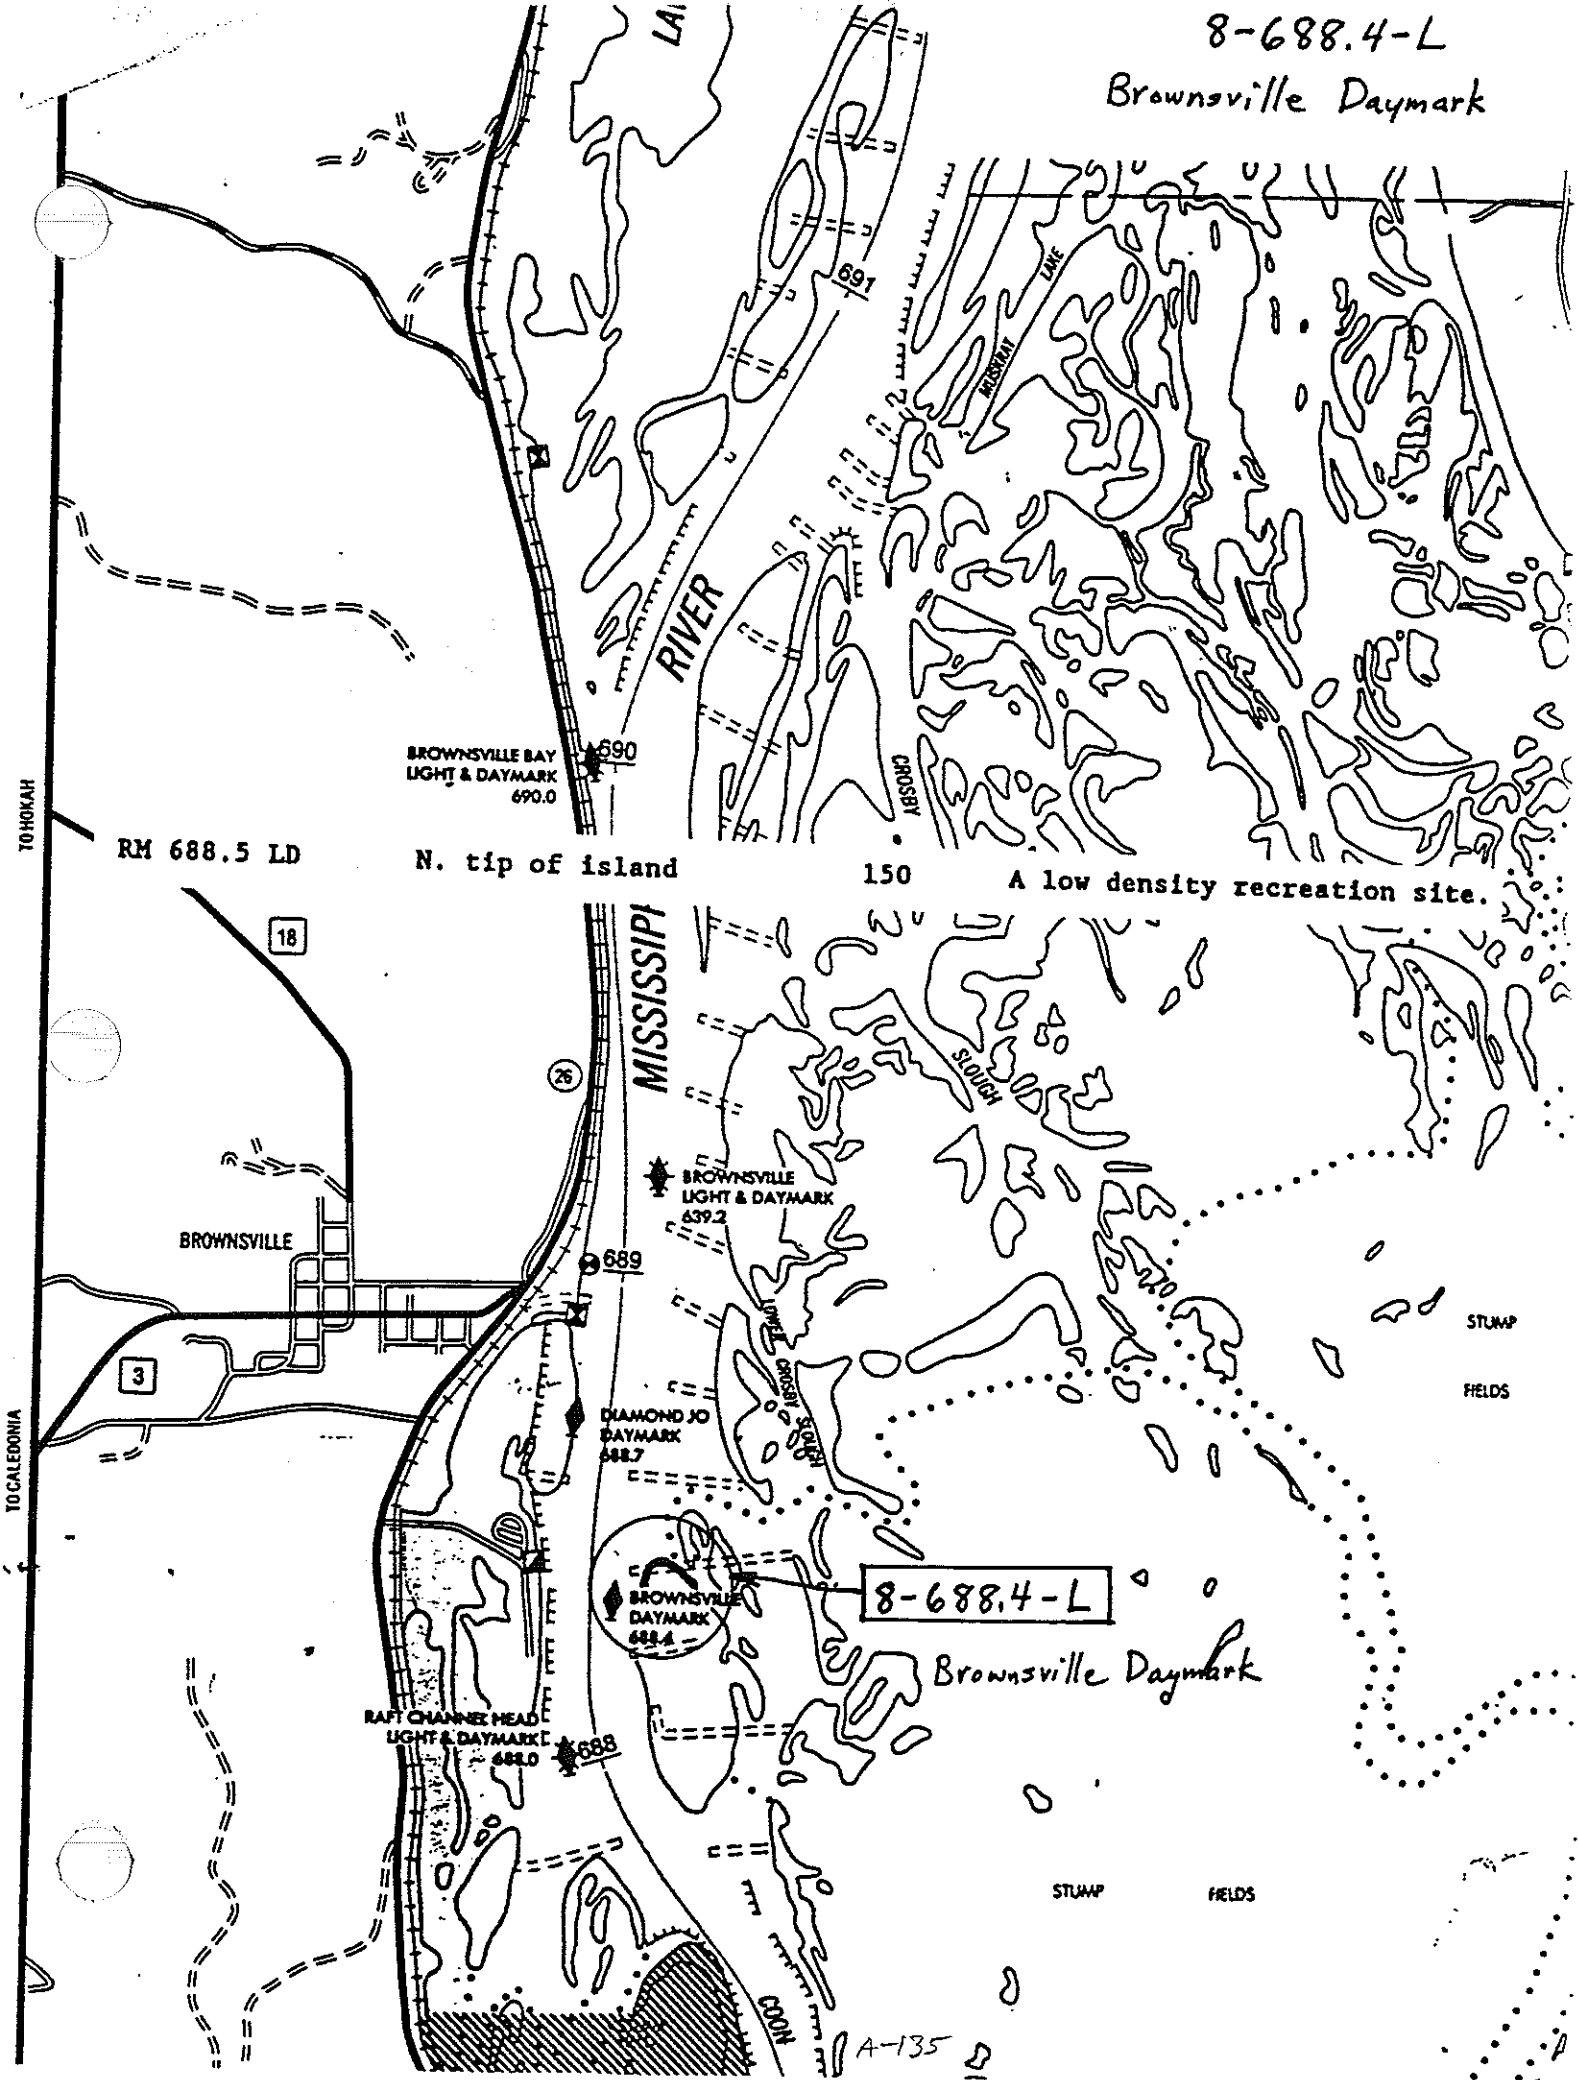 8-688.4-L
Brownsville Daymark
LAKE
MUSKRAT
691
RIVER
BROWNSVILLE BAY
LIGHT & DAYMARK
690.0
690
CROSBY
TO HOKAH
RM 688.5 LD N. tip of island 150 A low density recreation site.
18
MISSISSIPPI
SLOUGH
26
BROWNSVILLE
LIGHT & DAYMARK
639.2
BROWNSVILLE
689
LOWER
CROSBY
SLOUGH
STUMP
FIELDS
3
TO CALEDONIA
DIAMOND JO
DAYMARK
688.7
BROWNSVILLE
DAYMARK
688.4
8-688.4-L
Brownsville Daymark
RAFT CHANNEL HEAD
LIGHT & DAYMARK
688.0
688
STUMP FIELDS
COON
A-135